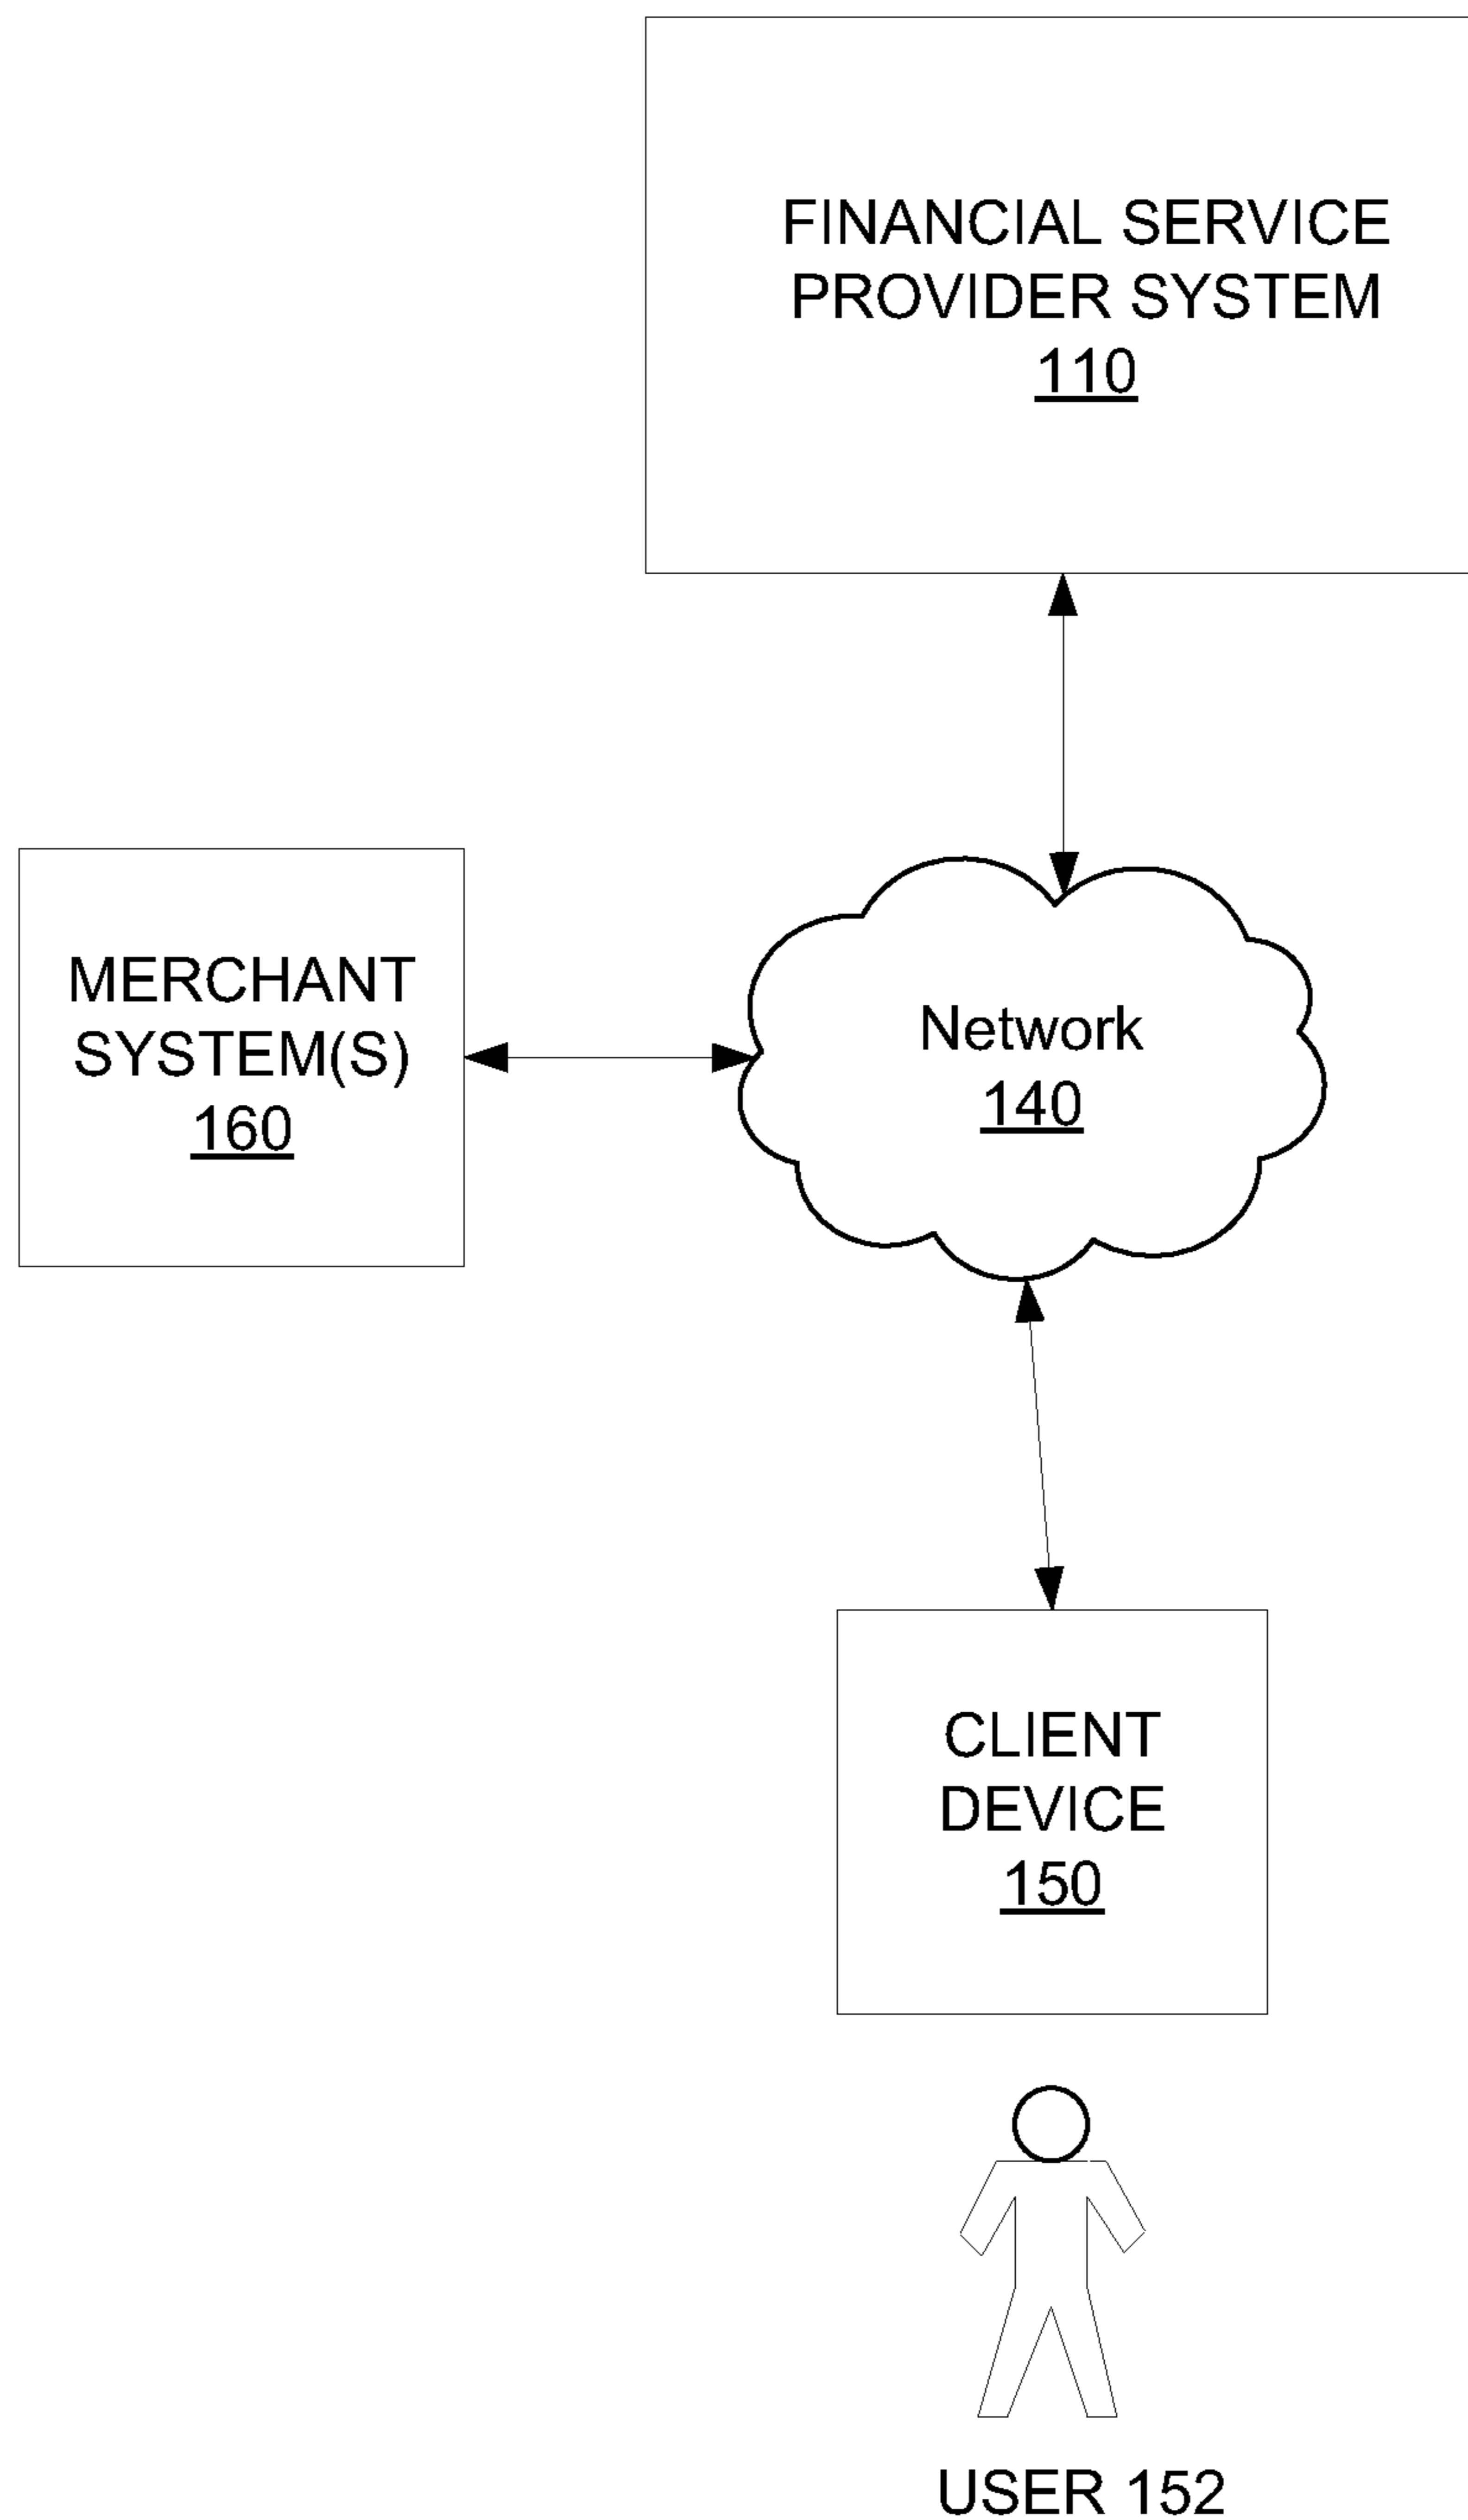 FINANCIAL SERVICE
PROVIDER SYSTEM
110
MERCHANT
SYSTEM(S)
160
Network
140
CLIENT
DEVICE
150
USER 152